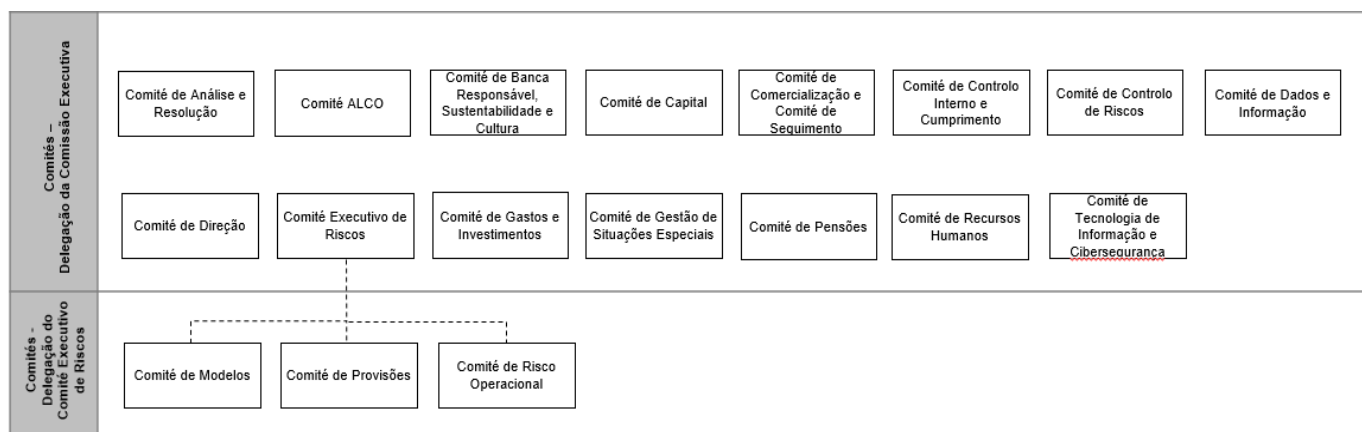 Comités –
Delegação da Comissão Executiva
Comité de Análise e
Resolução
Comité ALCO
Comité de Banca
Responsável,
Sustentabilidade e
Cultura
Comité de Capital
Comité de
Comercialização e
Comité de
Seguimento
Comité de Controlo
Interno e
Cumprimento
Comité de Controlo
de Riscos
Comité de Dados e
Informação
Comité de Direção
Comité Executivo de
Riscos
Comité de Gastos e
Investimentos
Comité de Gestão de
Situações Especiais
Comité de Pensões
Comité de Recursos
Humanos
Comité de
Tecnologia de
Informação e
Cibersegurança
Comités -
Delegação do
Comité Executivo
de Riscos
Comité de Modelos
Comité de Provisões
Comité de Risco
Operacional